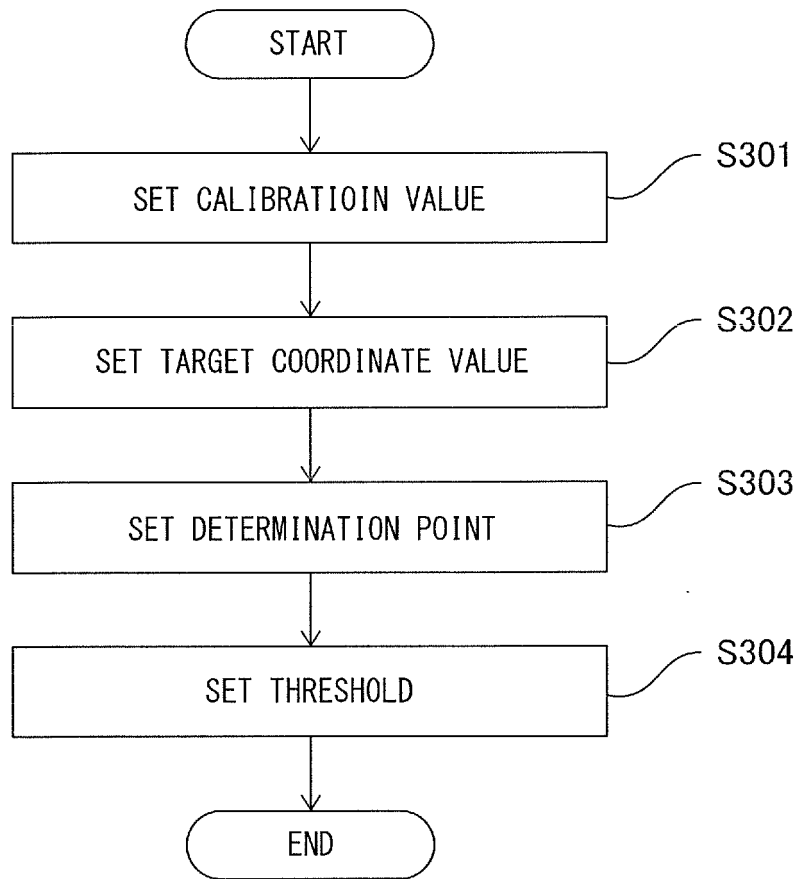 START
S301
SET CALIBRATIOIN VALUE
S302
SET TARGET COORDINATE VALUE
S303
SET DETERMINATION POINT
S304
SET THRESHOLD
END